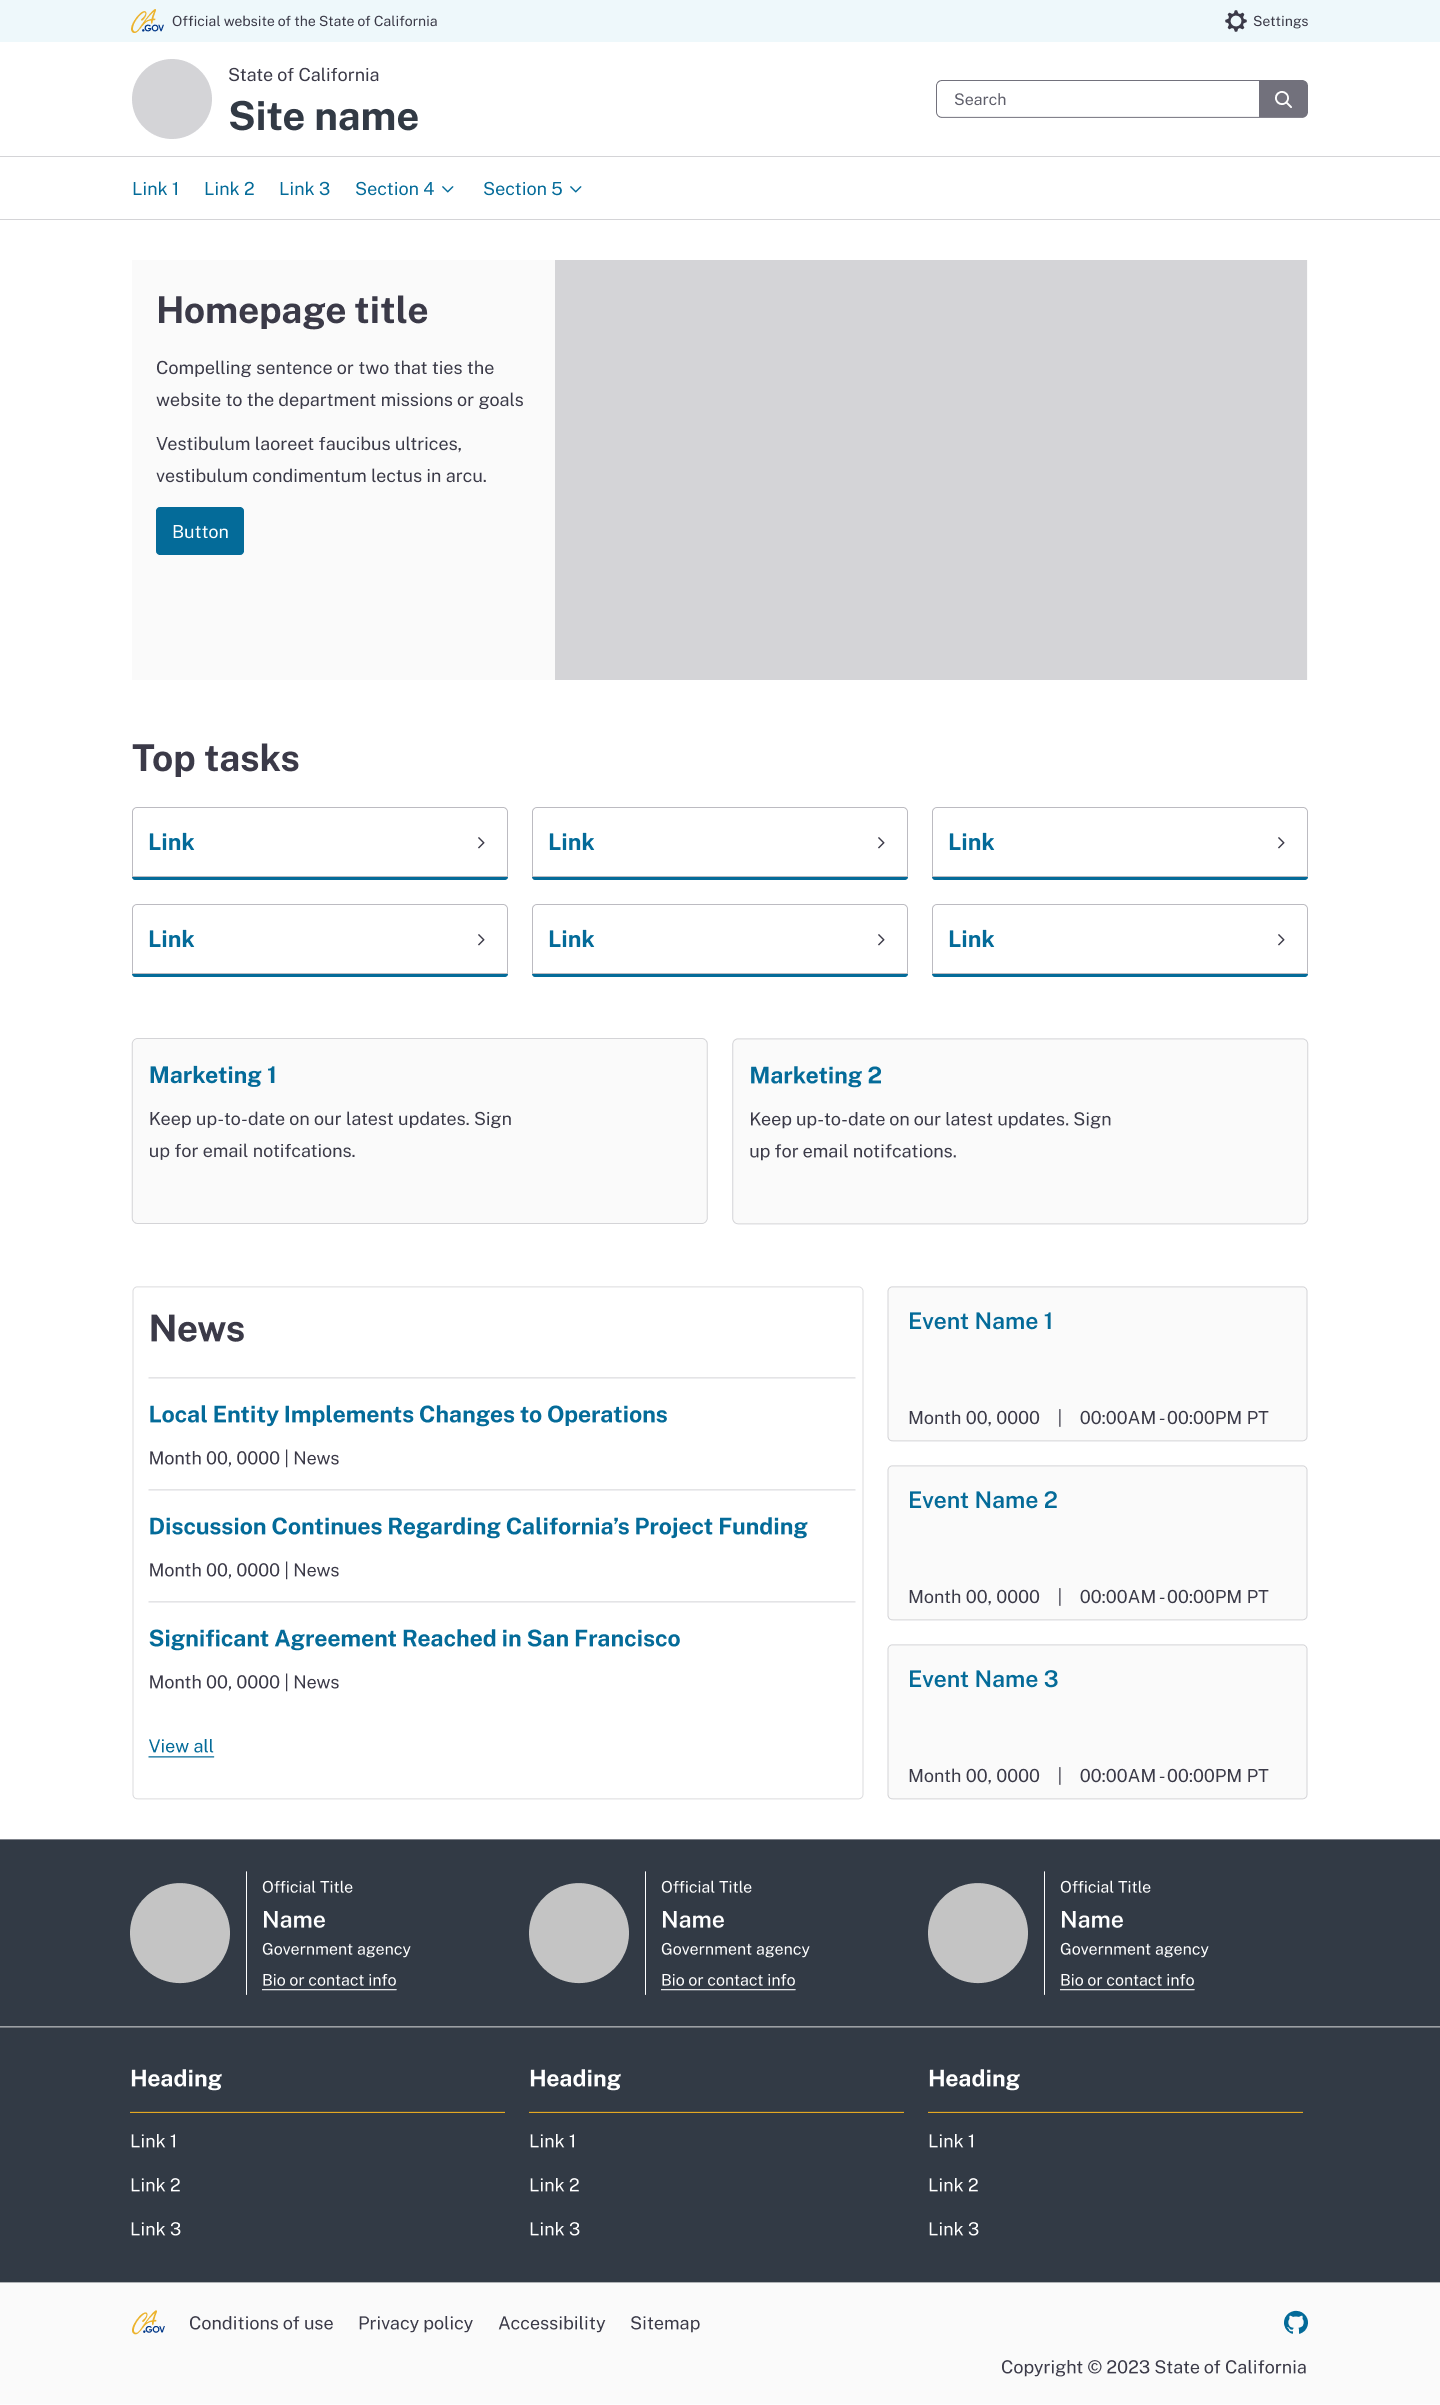 CA.GOV Official website of the State of California
Settings
State of California
Site name
Search
Link 1 Link 2 Link 3 Section 4 Section 5
Homepage title
Compelling sentence or two that ties the
website to the department missions or goals
Vestibulum laoreet faucibus ultrices,
vestibulum condimentum lectus in arcu.
Button
Top tasks
Link
Link
Link
Link
Link
Link
Marketing 1
Keep up-to-date on our latest updates. Sign
up for email notifcations.
Marketing 2
Keep up-to-date on our latest updates. Sign
up for email notifcations.
News
Local Entity Implements Changes to Operations
Month 00, 0000 | News
Discussion Continues Regarding California’s Project Funding
Month 00, 0000 | News
Significant Agreement Reached in San Francisco
Month 00, 0000 | News
View all
Event Name 1
Month 00, 0000 | 00:00AM - 00:00PM PT
Event Name 2
Month 00, 0000 | 00:00AM - 00:00PM PT
Event Name 3
Month 00, 0000 | 00:00AM - 00:00PM PT
Official Title
Name
Government agency
Bio or contact info
Official Title
Name
Government agency
Bio or contact info
Official Title
Name
Government agency
Bio or contact info
Heading
Link 1
Link 2
Link 3
Heading
Link 1
Link 2
Link 3
Heading
Link 1
Link 2
Link 3
CA.GOV Conditions of use Privacy policy Accessibility Sitemap
Copyright © 2023 State of California